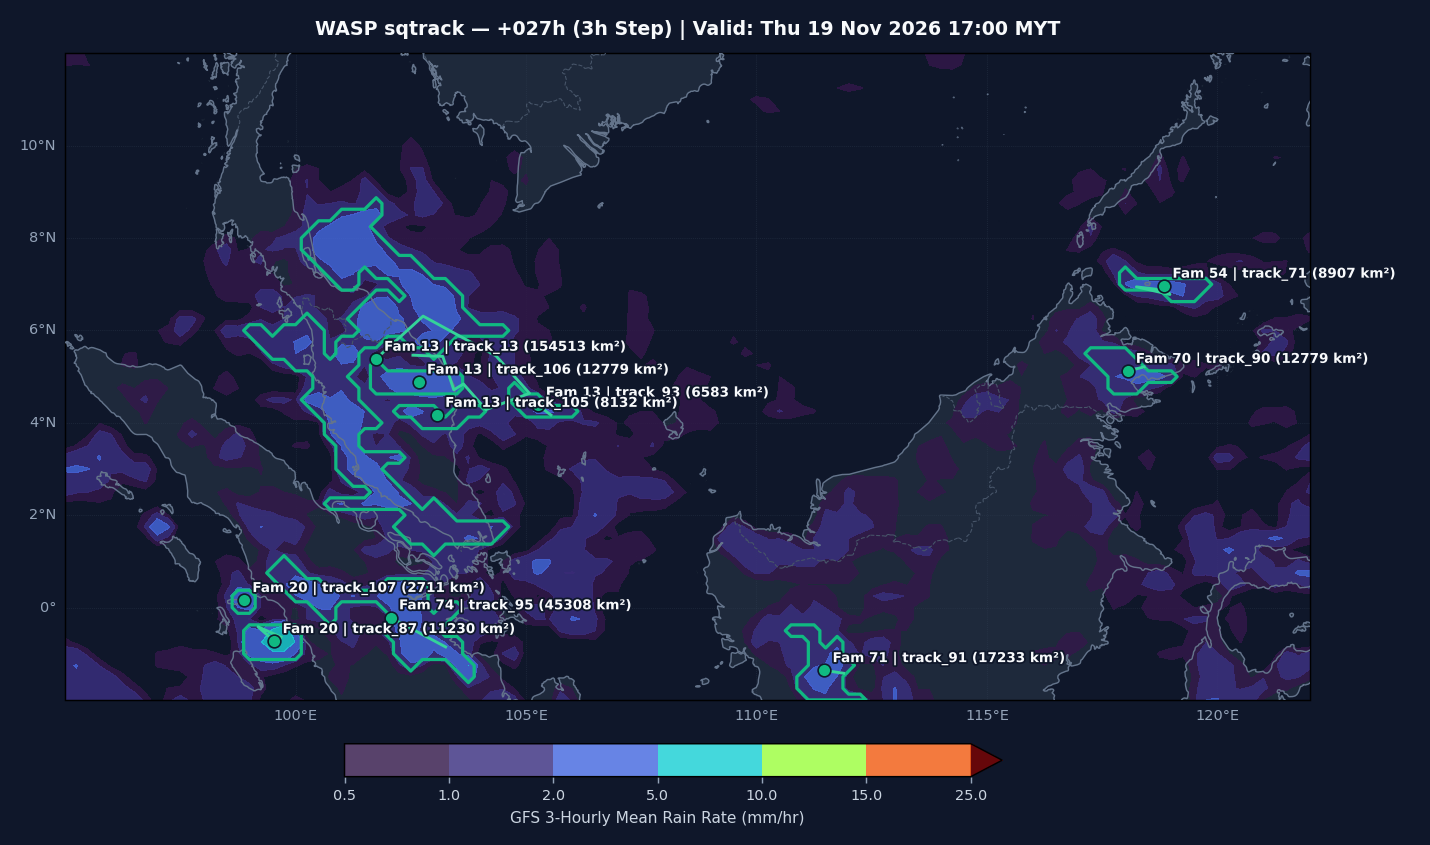 WASP sqtrack — +027h (3h Step) | Valid: Thu 19 Nov 2026 17:00 MYT
10°N
8°N
6°N
4°N
2°N
0°
Fam 54 | track_71 (8907 km²)
Fam 13 | track_13 (154513 km²)
Fam 70 | track_90 (12779 km²)
Fam 13 | track_106 (12779 km²)
Fam 13 | track_93 (6583 km²)
Fam 13 | track_105 (8132 km²)
Fam 20 | track_107 (2711 km²)
Fam 74 | track_95 (45308 km²)
Fam 20 | track_87 (11230 km²)
Fam 71 | track_91 (17233 km²)
100°E 105°E 110°E 115°E 120°E
0.5 1.0 2.0 5.0 10.0 15.0 25.0
GFS 3-Hourly Mean Rain Rate (mm/hr)